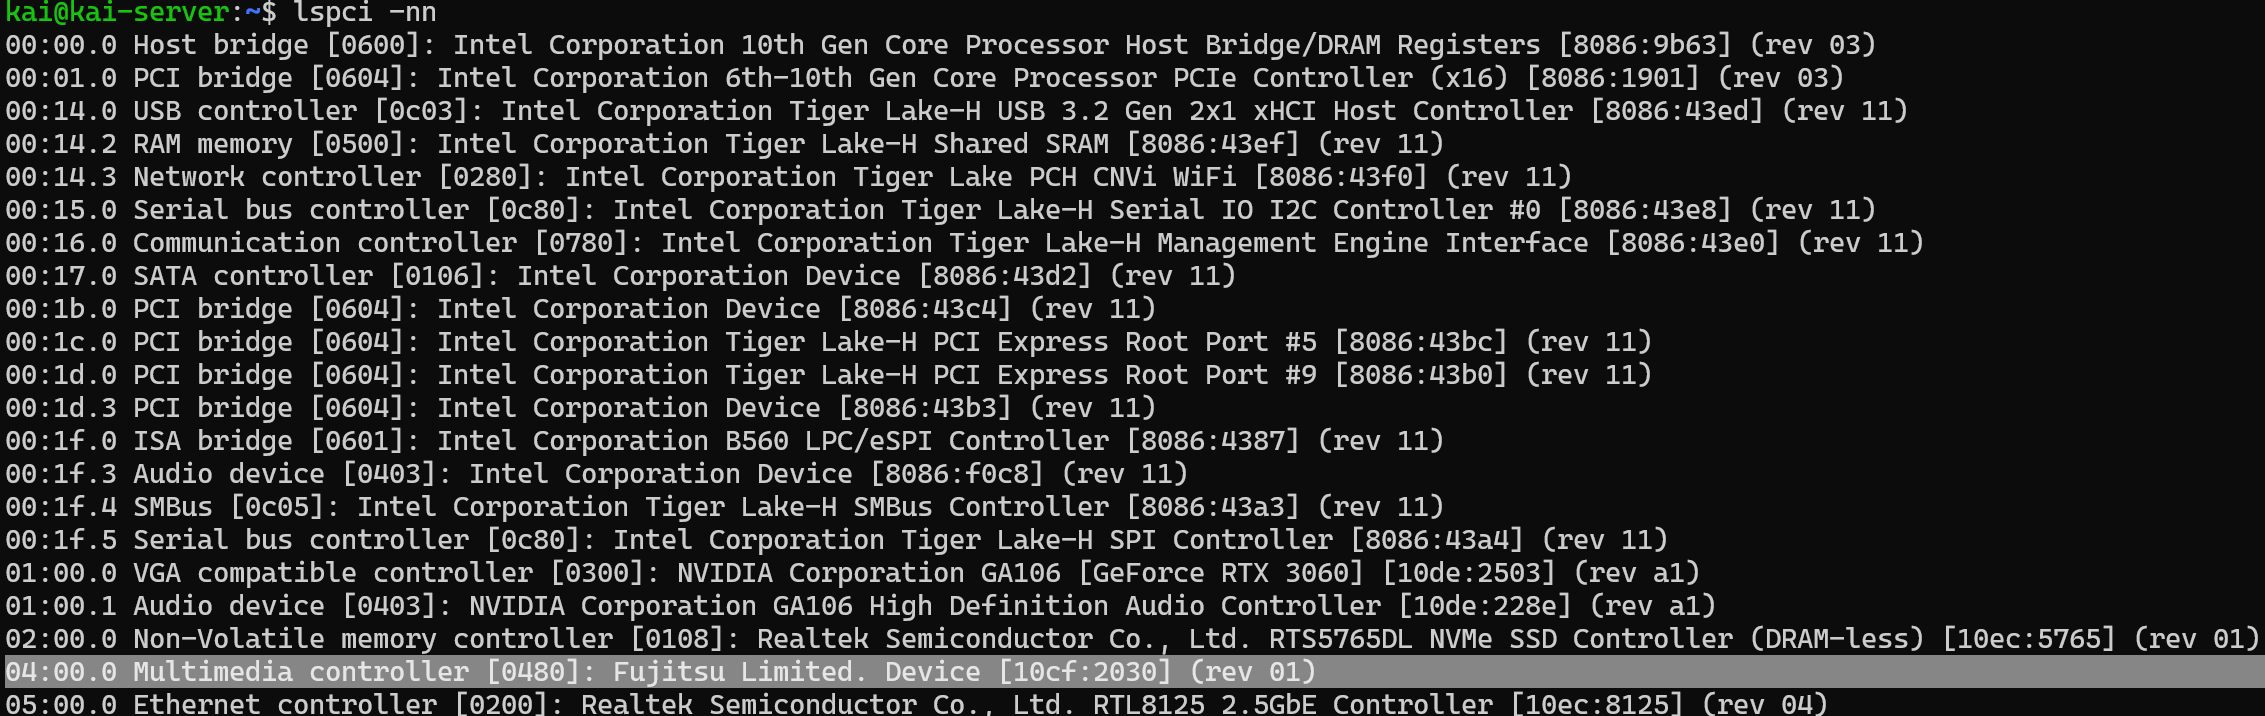 kai@kai-server:~$ lspci -nn
00:00.0 Host bridge [0600]: Intel Corporation 10th Gen Core Processor Host Bridge/DRAM Registers [8086:9b63] (rev 03)
00:01.0 PCI bridge [0604]: Intel Corporation 6th-10th Gen Core Processor PCIe Controller (x16) [8086:1901] (rev 03)
00:14.0 USB controller [0c03]: Intel Corporation Tiger Lake-H USB 3.2 Gen 2x1 xHCI Host Controller [8086:43ed] (rev 11)
00:14.2 RAM memory [0500]: Intel Corporation Tiger Lake-H Shared SRAM [8086:43ef] (rev 11)
00:14.3 Network controller [0280]: Intel Corporation Tiger Lake PCH CNVi WiFi [8086:43f0] (rev 11)
00:15.0 Serial bus controller [0c80]: Intel Corporation Tiger Lake-H Serial IO I2C Controller #0 [8086:43e8] (rev 11)
00:16.0 Communication controller [0780]: Intel Corporation Tiger Lake-H Management Engine Interface [8086:43e0] (rev 11)
00:17.0 SATA controller [0106]: Intel Corporation Device [8086:43d2] (rev 11)
00:1b.0 PCI bridge [0604]: Intel Corporation Device [8086:43c4] (rev 11)
00:1c.0 PCI bridge [0604]: Intel Corporation Tiger Lake-H PCI Express Root Port #5 [8086:43bc] (rev 11)
00:1d.0 PCI bridge [0604]: Intel Corporation Tiger Lake-H PCI Express Root Port #9 [8086:43b0] (rev 11)
00:1d.3 PCI bridge [0604]: Intel Corporation Device [8086:43b3] (rev 11)
00:1f.0 ISA bridge [0601]: Intel Corporation B560 LPC/eSPI Controller [8086:4387] (rev 11)
00:1f.3 Audio device [0403]: Intel Corporation Device [8086:f0c8] (rev 11)
00:1f.4 SMBus [0c05]: Intel Corporation Tiger Lake-H SMBus Controller [8086:43a3] (rev 11)
00:1f.5 Serial bus controller [0c80]: Intel Corporation Tiger Lake-H SPI Controller [8086:43a4] (rev 11)
01:00.0 VGA compatible controller [0300]: NVIDIA Corporation GA106 [GeForce RTX 3060] [10de:2503] (rev a1)
01:00.1 Audio device [0403]: NVIDIA Corporation GA106 High Definition Audio Controller [10de:228e] (rev a1)
02:00.0 Non-Volatile memory controller [0108]: Realtek Semiconductor Co., Ltd. RTS5765DL NVMe SSD Controller (DRAM-less) [10ec:5765] (rev 01)
04:00.0 Multimedia controller [0480]: Fujitsu Limited. Device [10cf:2030] (rev 01)
05:00.0 Ethernet controller [0200]: Realtek Semiconductor Co., Ltd. RTL8125 2.5GbE Controller [10ec:8125] (rev 04)